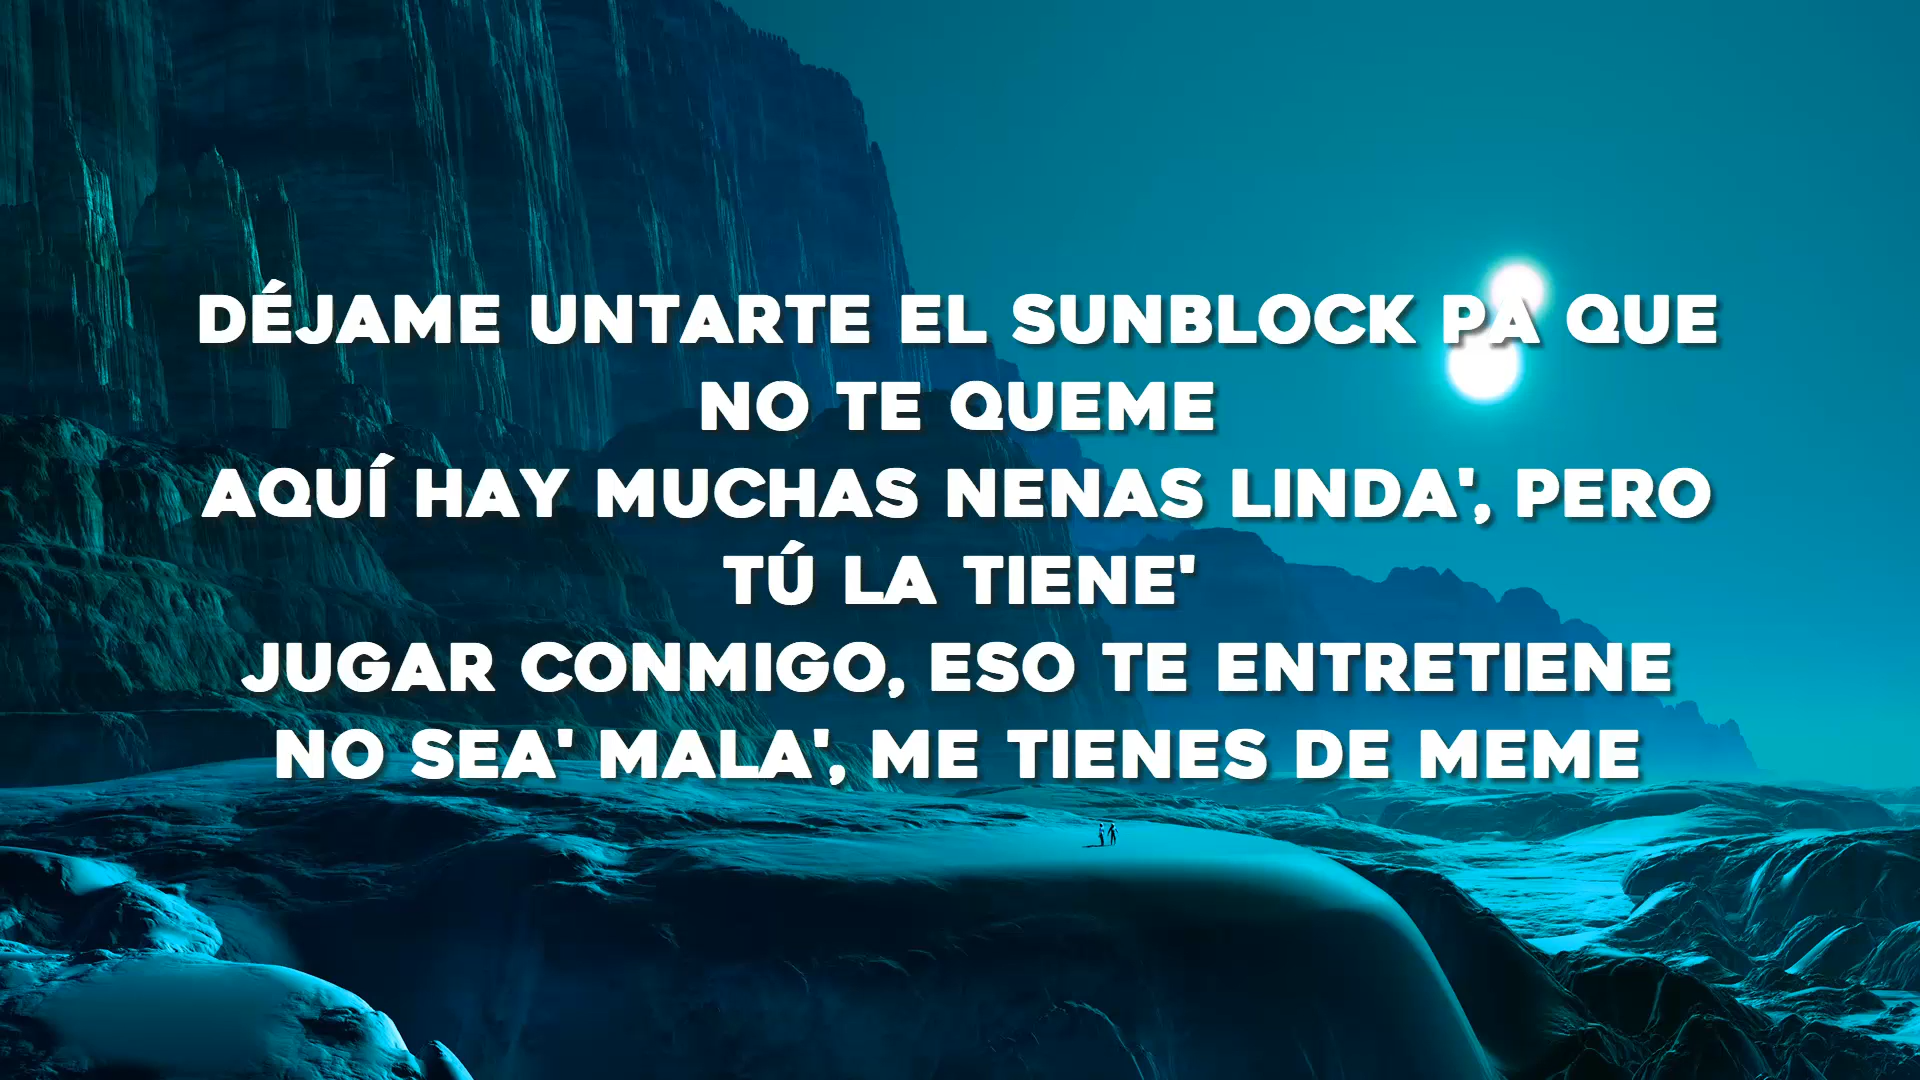 DÉJAME UNTARTE EL SUNBLOCK PA QUE
NO TE QUEME
AQUÍ HAY MUCHAS NENAS LINDA', PERO
TÚ LA TIENE'
JUGAR CONMIGO, ESO TE ENTRETIENE
NO SEA' MALA', ME TIENES DE MEME